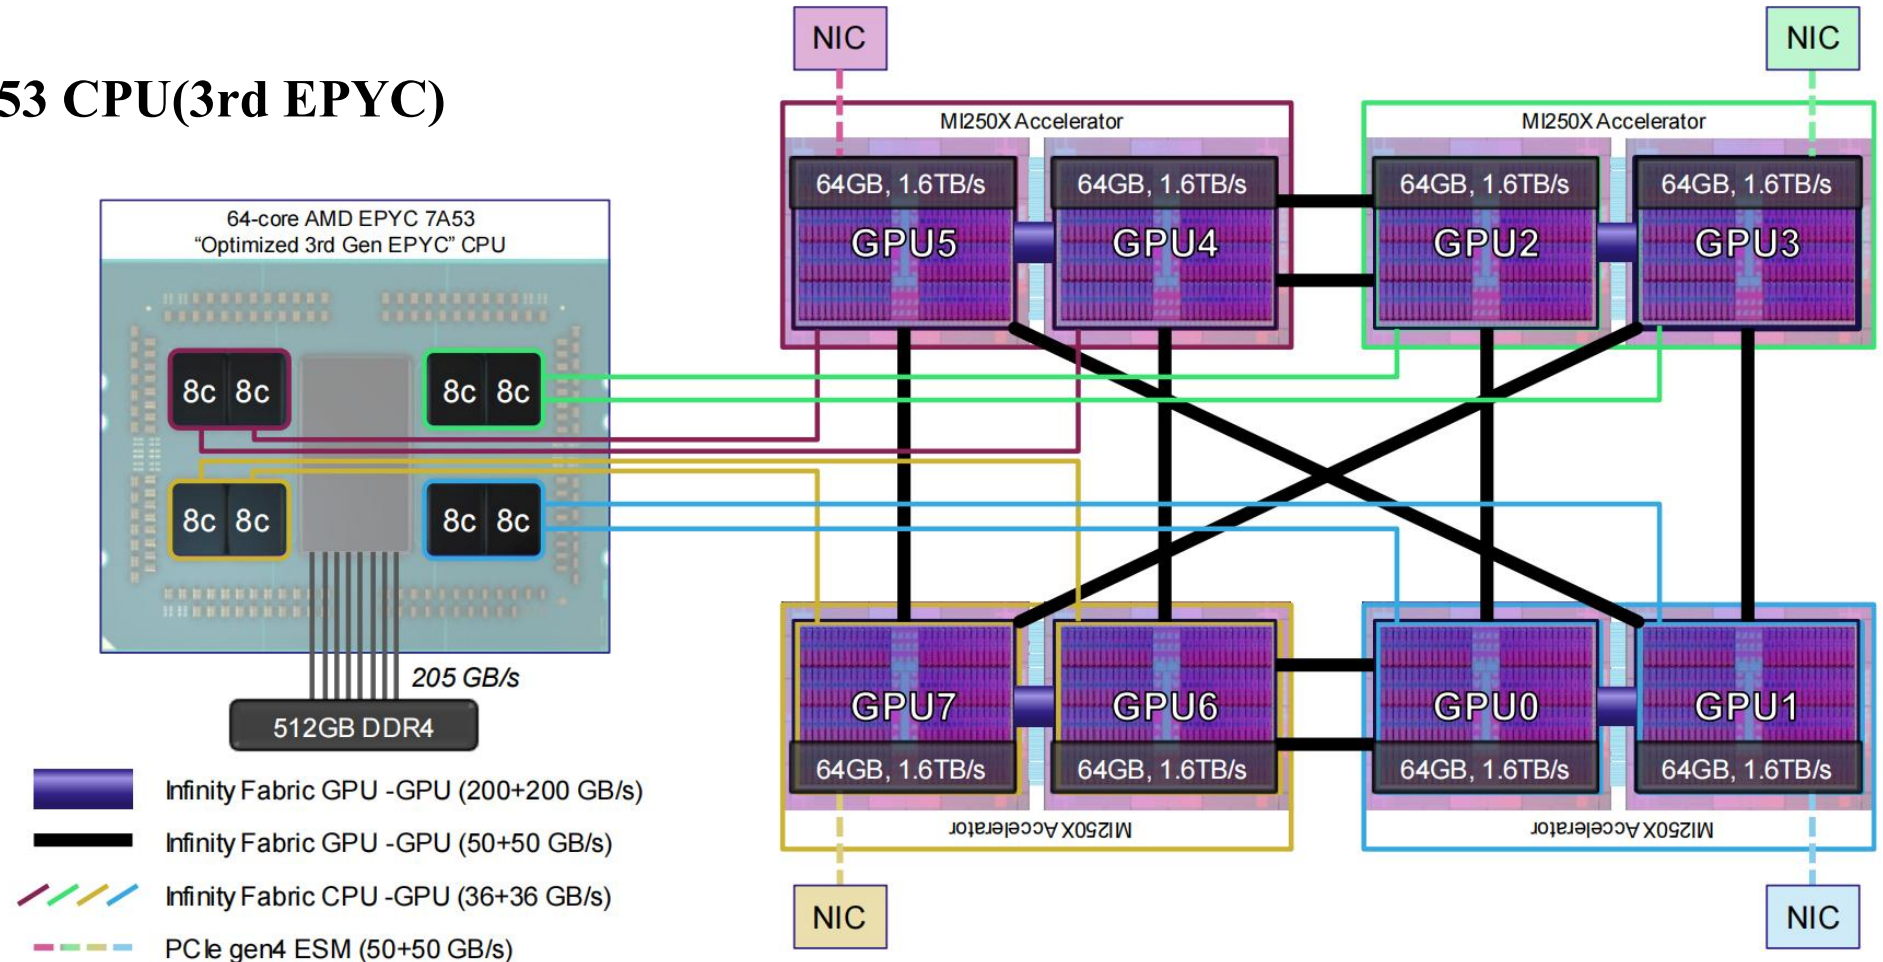 53 CPU(3rd EPYC)
64-core AMD EPYC 7A53
“Optimized 3rd Gen EPYC” CPU
8c 8c
8c 8c
8c 8c
8c 8c
205 GB/s
512GB DDR4
Infinity Fabric GPU -GPU (200+200 GB/s)
Infinity Fabric GPU -GPU (50+50 GB/s)
Infinity Fabric CPU -GPU (36+36 GB/s)
PCIe gen4 ESM (50+50 GB/s)
NIC
NIC
MI250X Accelerator
MI250X Accelerator
64GB, 1.6TB/s
64GB, 1.6TB/s
64GB, 1.6TB/s
64GB, 1.6TB/s
GPU5
GPU4
GPU2
GPU3
GPU7
GPU6
GPU0
GPU1
64GB, 1.6TB/s
64GB, 1.6TB/s
64GB, 1.6TB/s
64GB, 1.6TB/s
MI250X Accelerator
MI250X Accelerator
NIC
NIC